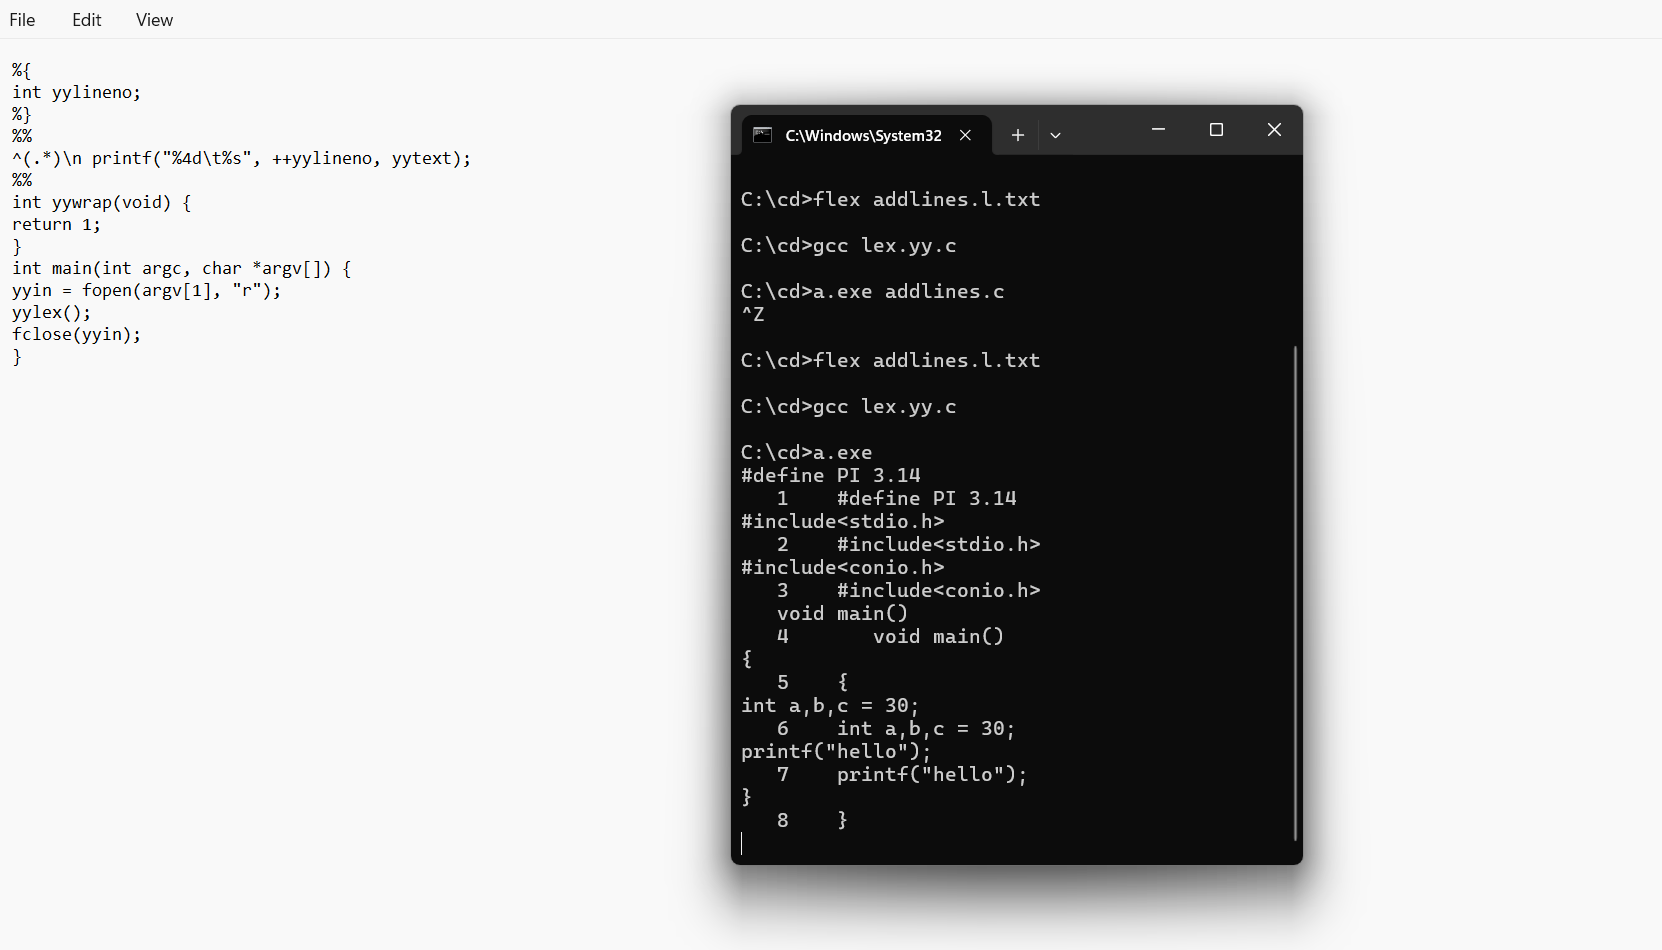 File Edit View
%{
int yylineno;
%}
%%
^(.*)\n printf("%4d\t%s", ++yylineno, yytext);
%%
int yywrap(void) {
return 1;
}
int main(int argc, char *argv[]) {
yyin = fopen(argv[1], "r");
yylex();
fclose(yyin);
}
C:\Windows\System32
C:\cd>flex addlines.l.txt
C:\cd>gcc lex.yy.c
C:\cd>a.exe addlines.c
^Z
C:\cd>flex addlines.l.txt
C:\cd>gcc lex.yy.c
C:\cd>a.exe
#define PI 3.14
   1    #define PI 3.14
#include<stdio.h>
   2    #include<stdio.h>
#include<conio.h>
   3    #include<conio.h>
   void main()
   4       void main()
{
   5    {
int a,b,c = 30;
   6    int a,b,c = 30;
printf("hello");
   7    printf("hello");
}
   8    }